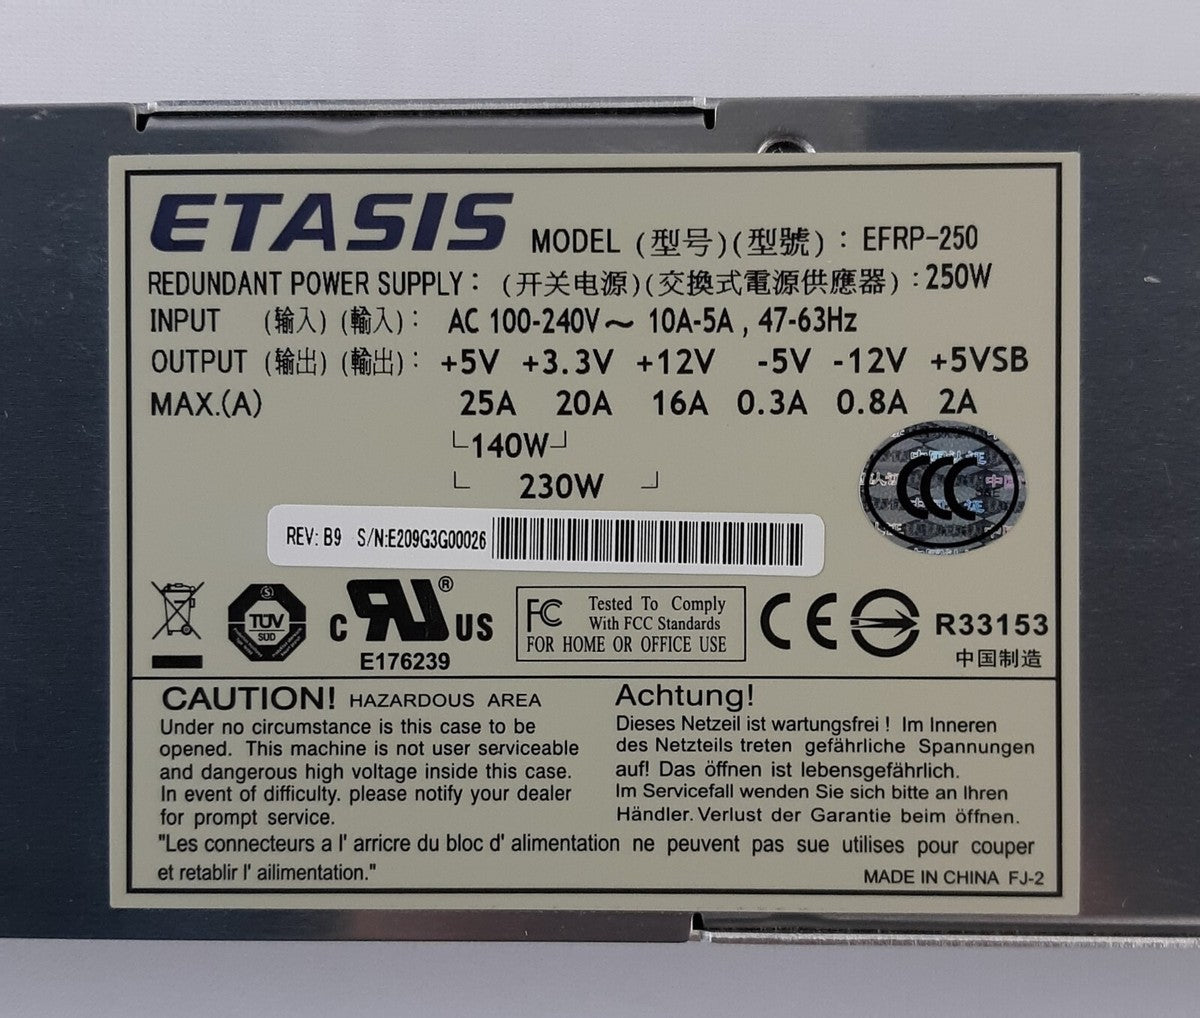 ETASIS MODEL (型号)(型號) : EFRP-250
REDUNDANT POWER SUPPLY : (开关电源)(交換式電源供應器) : 250W
INPUT (输入) (輸入) : AC 100-240V～ 10A-5A , 47-63Hz
OUTPUT (输出) (輸出) : +5V +3.3V +12V -5V -12V +5VSB
MAX.(A) 25A 20A 16A 0.3A 0.8A 2A
140W
230W
CCC
REV: B9 S/N:E209G3G00026
TÜV
SÜD
c RU ® US
E176239
FC Tested To Comply
With FCC Standards
FOR HOME OR OFFICE USE
CE
R33153
中国制造
CAUTION! HAZARDOUS AREA
Under no circumstance is this case to be
opened. This machine is not user serviceable
and dangerous high voltage inside this case.
In event of difficulty. please notify your dealer
for prompt service.
Achtung!
Dieses Netzeil ist wartungsfrei ! Im Inneren
des Netzteils treten gefährliche Spannungen
auf! Das öffnen ist lebensgefährlich.
Im Servicefall wenden Sie sich bitte an Ihren
Händler. Verlust der Garantie beim öffnen.
"Les connecteurs a l' arricre du bloc d' alimentation ne peuvent pas sue utilises pour couper
et retablir l' ailimentation."
MADE IN CHINA FJ-2